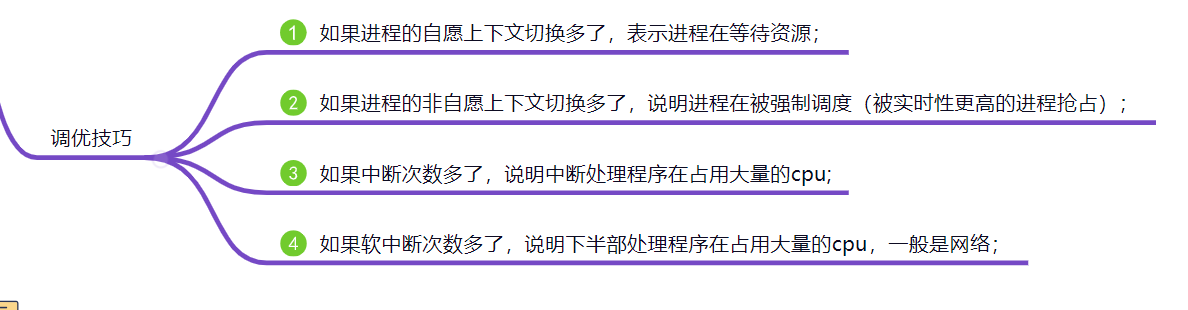 1 如果进程的自愿上下文切换多了，表示进程在等待资源；
2 如果进程的非自愿上下文切换多了，说明进程在被强制调度（被实时性更高的进程抢占）；
调优技巧
3 如果中断次数多了，说明中断处理程序在占用大量的cpu;
4 如果软中断次数多了，说明下半部处理程序在占用大量的cpu，一般是网络；